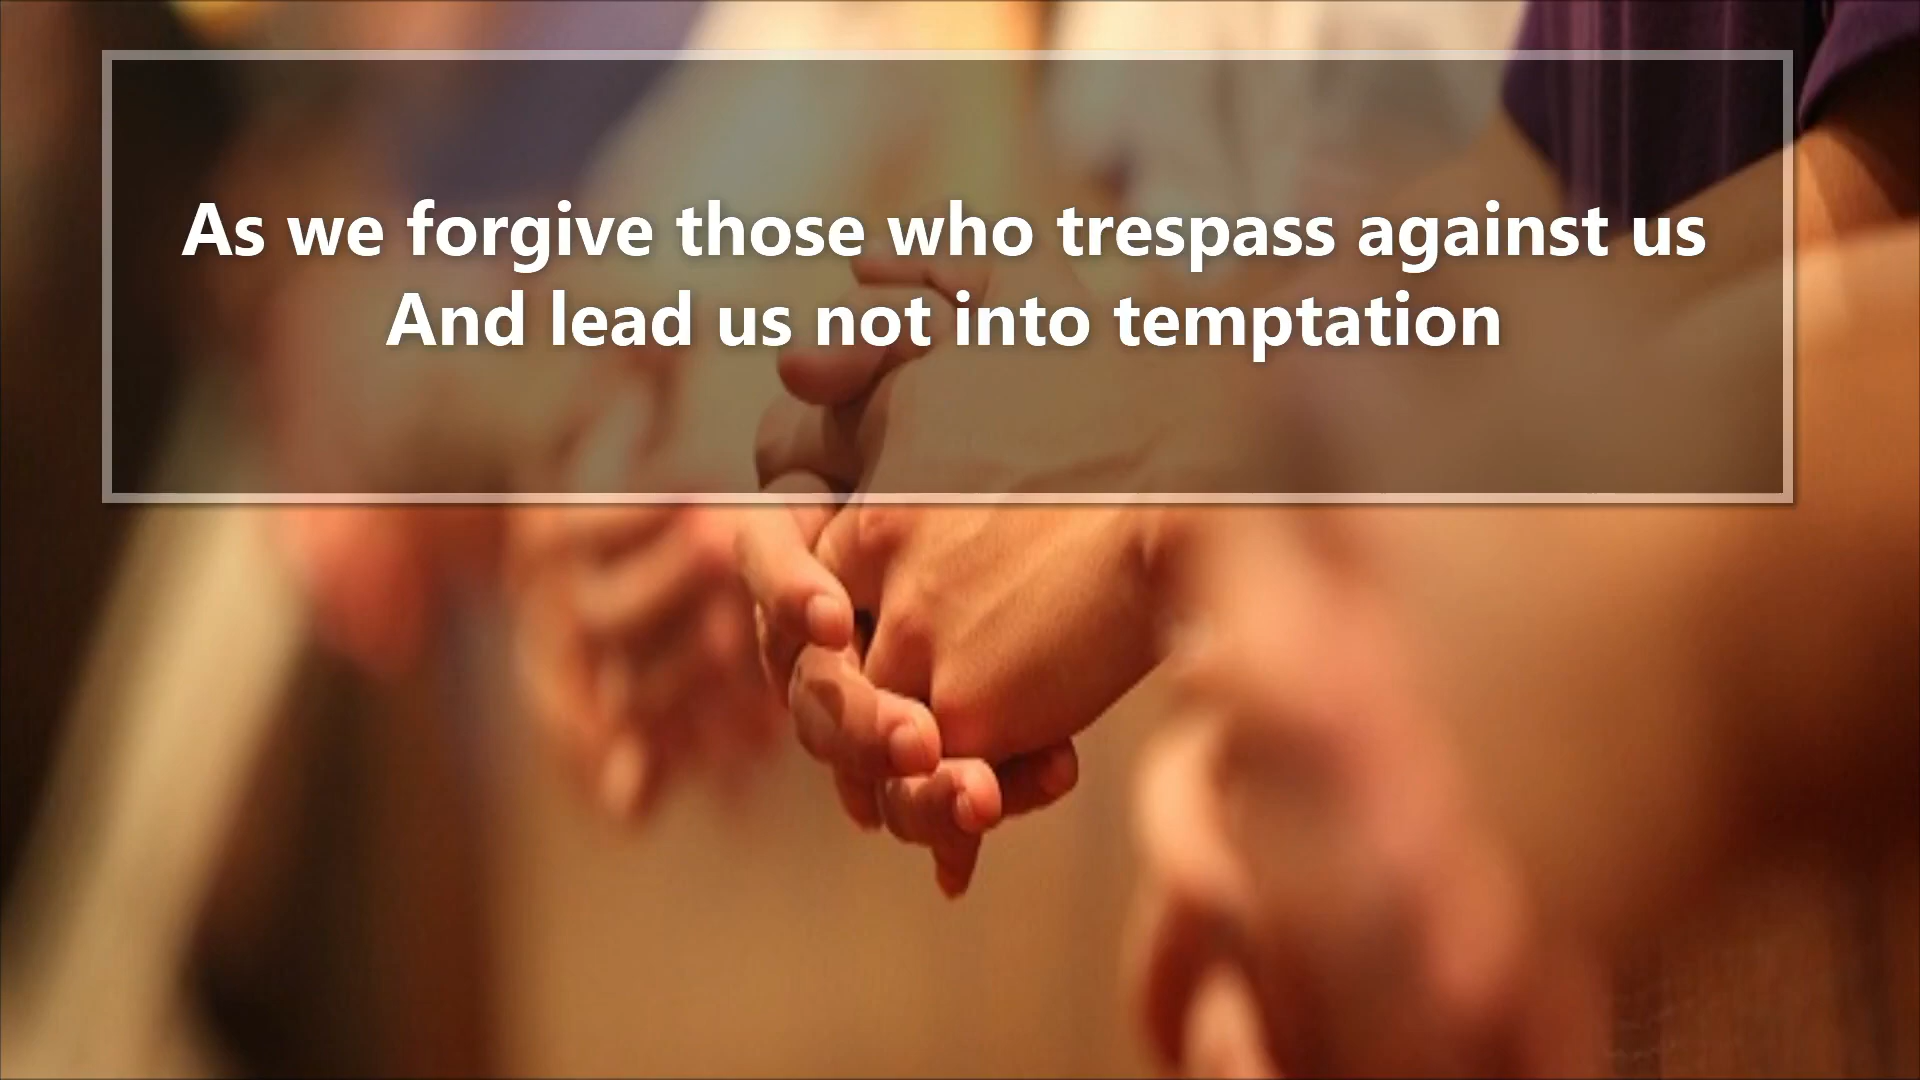 As we forgive those who trespass against us
And lead us not into temptation